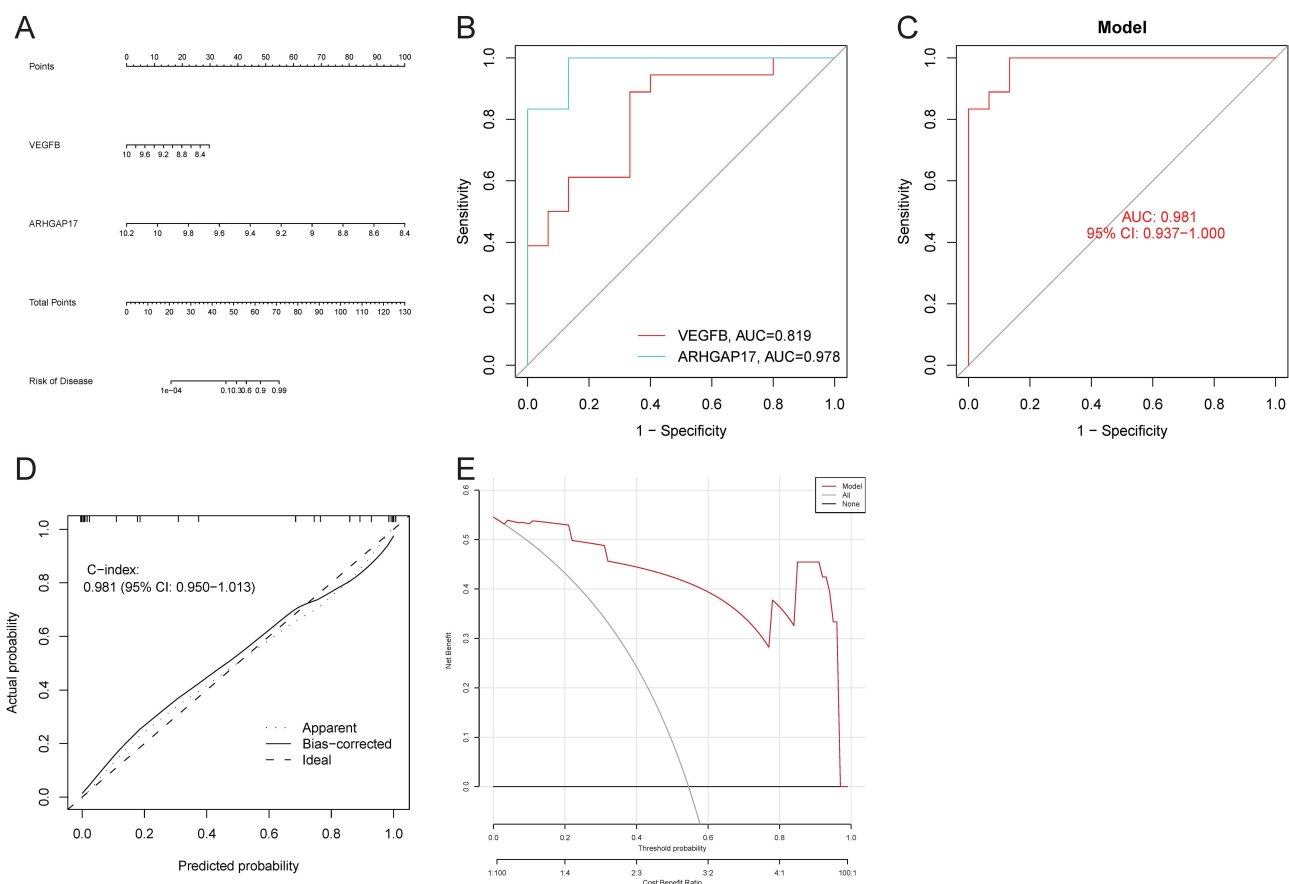 A
Points
0 10 20 30 40 50 60 70 80 90 100
VEGFB
10 9.6 9.2 8.8 8.4
ARHGAP17
10.2 10 9.8 9.6 9.4 9.2 9 8.8 8.6 8.4
Total Points
0 10 20 30 40 50 60 70 80 90 100 110 120 130
Risk of Disease
1e−04 0.10.30.6 0.9 0.99
B
Sensitivity
1.0
0.8
0.6
0.4
0.2
0.0
VEGFB, AUC=0.819
ARHGAP17, AUC=0.978
0.0 0.2 0.4 0.6 0.8 1.0
1 − Specificity
C
Model
Sensitivity
1.0
0.8
0.6
0.4
0.2
0.0
AUC: 0.981
95% CI: 0.937−1.000
0.0 0.2 0.4 0.6 0.8 1.0
1 − Specificity
D
Actual probability
1.0
0.8
0.6
0.4
0.2
0.0
C−index:
0.981 (95% CI: 0.950−1.013)
Apparent
Bias−corrected
Ideal
0.0 0.2 0.4 0.6 0.8 1.0
Predicted probability
E
Net Benefit
0.6
0.5
0.4
0.3
0.2
0.1
0.0
Model
All
None
0.0 0.2 0.4 0.6 0.8 1.0
Threshold probability
1:100 1:4 2:3 3:2 4:1 100:1
Cost:Benefit Ratio